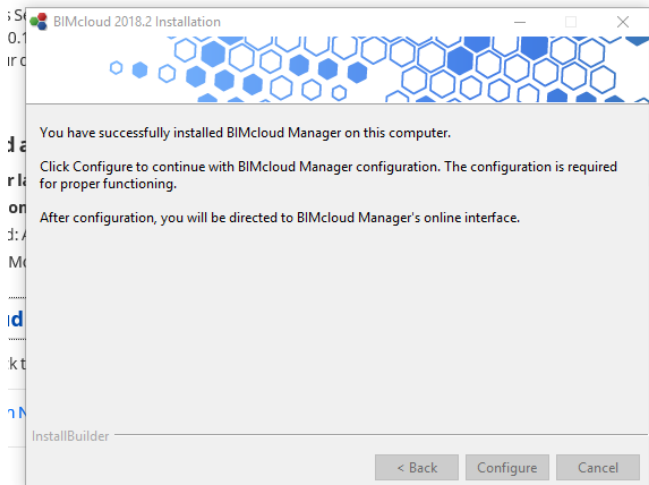 BIMcloud 2018.2 Installation
You have successfully installed BIMcloud Manager on this computer.
Click Configure to continue with BIMcloud Manager configuration. The configuration is required
for proper functioning.
After configuration, you will be directed to BIMcloud Manager's online interface.
InstallBuilder
< Back Configure Cancel